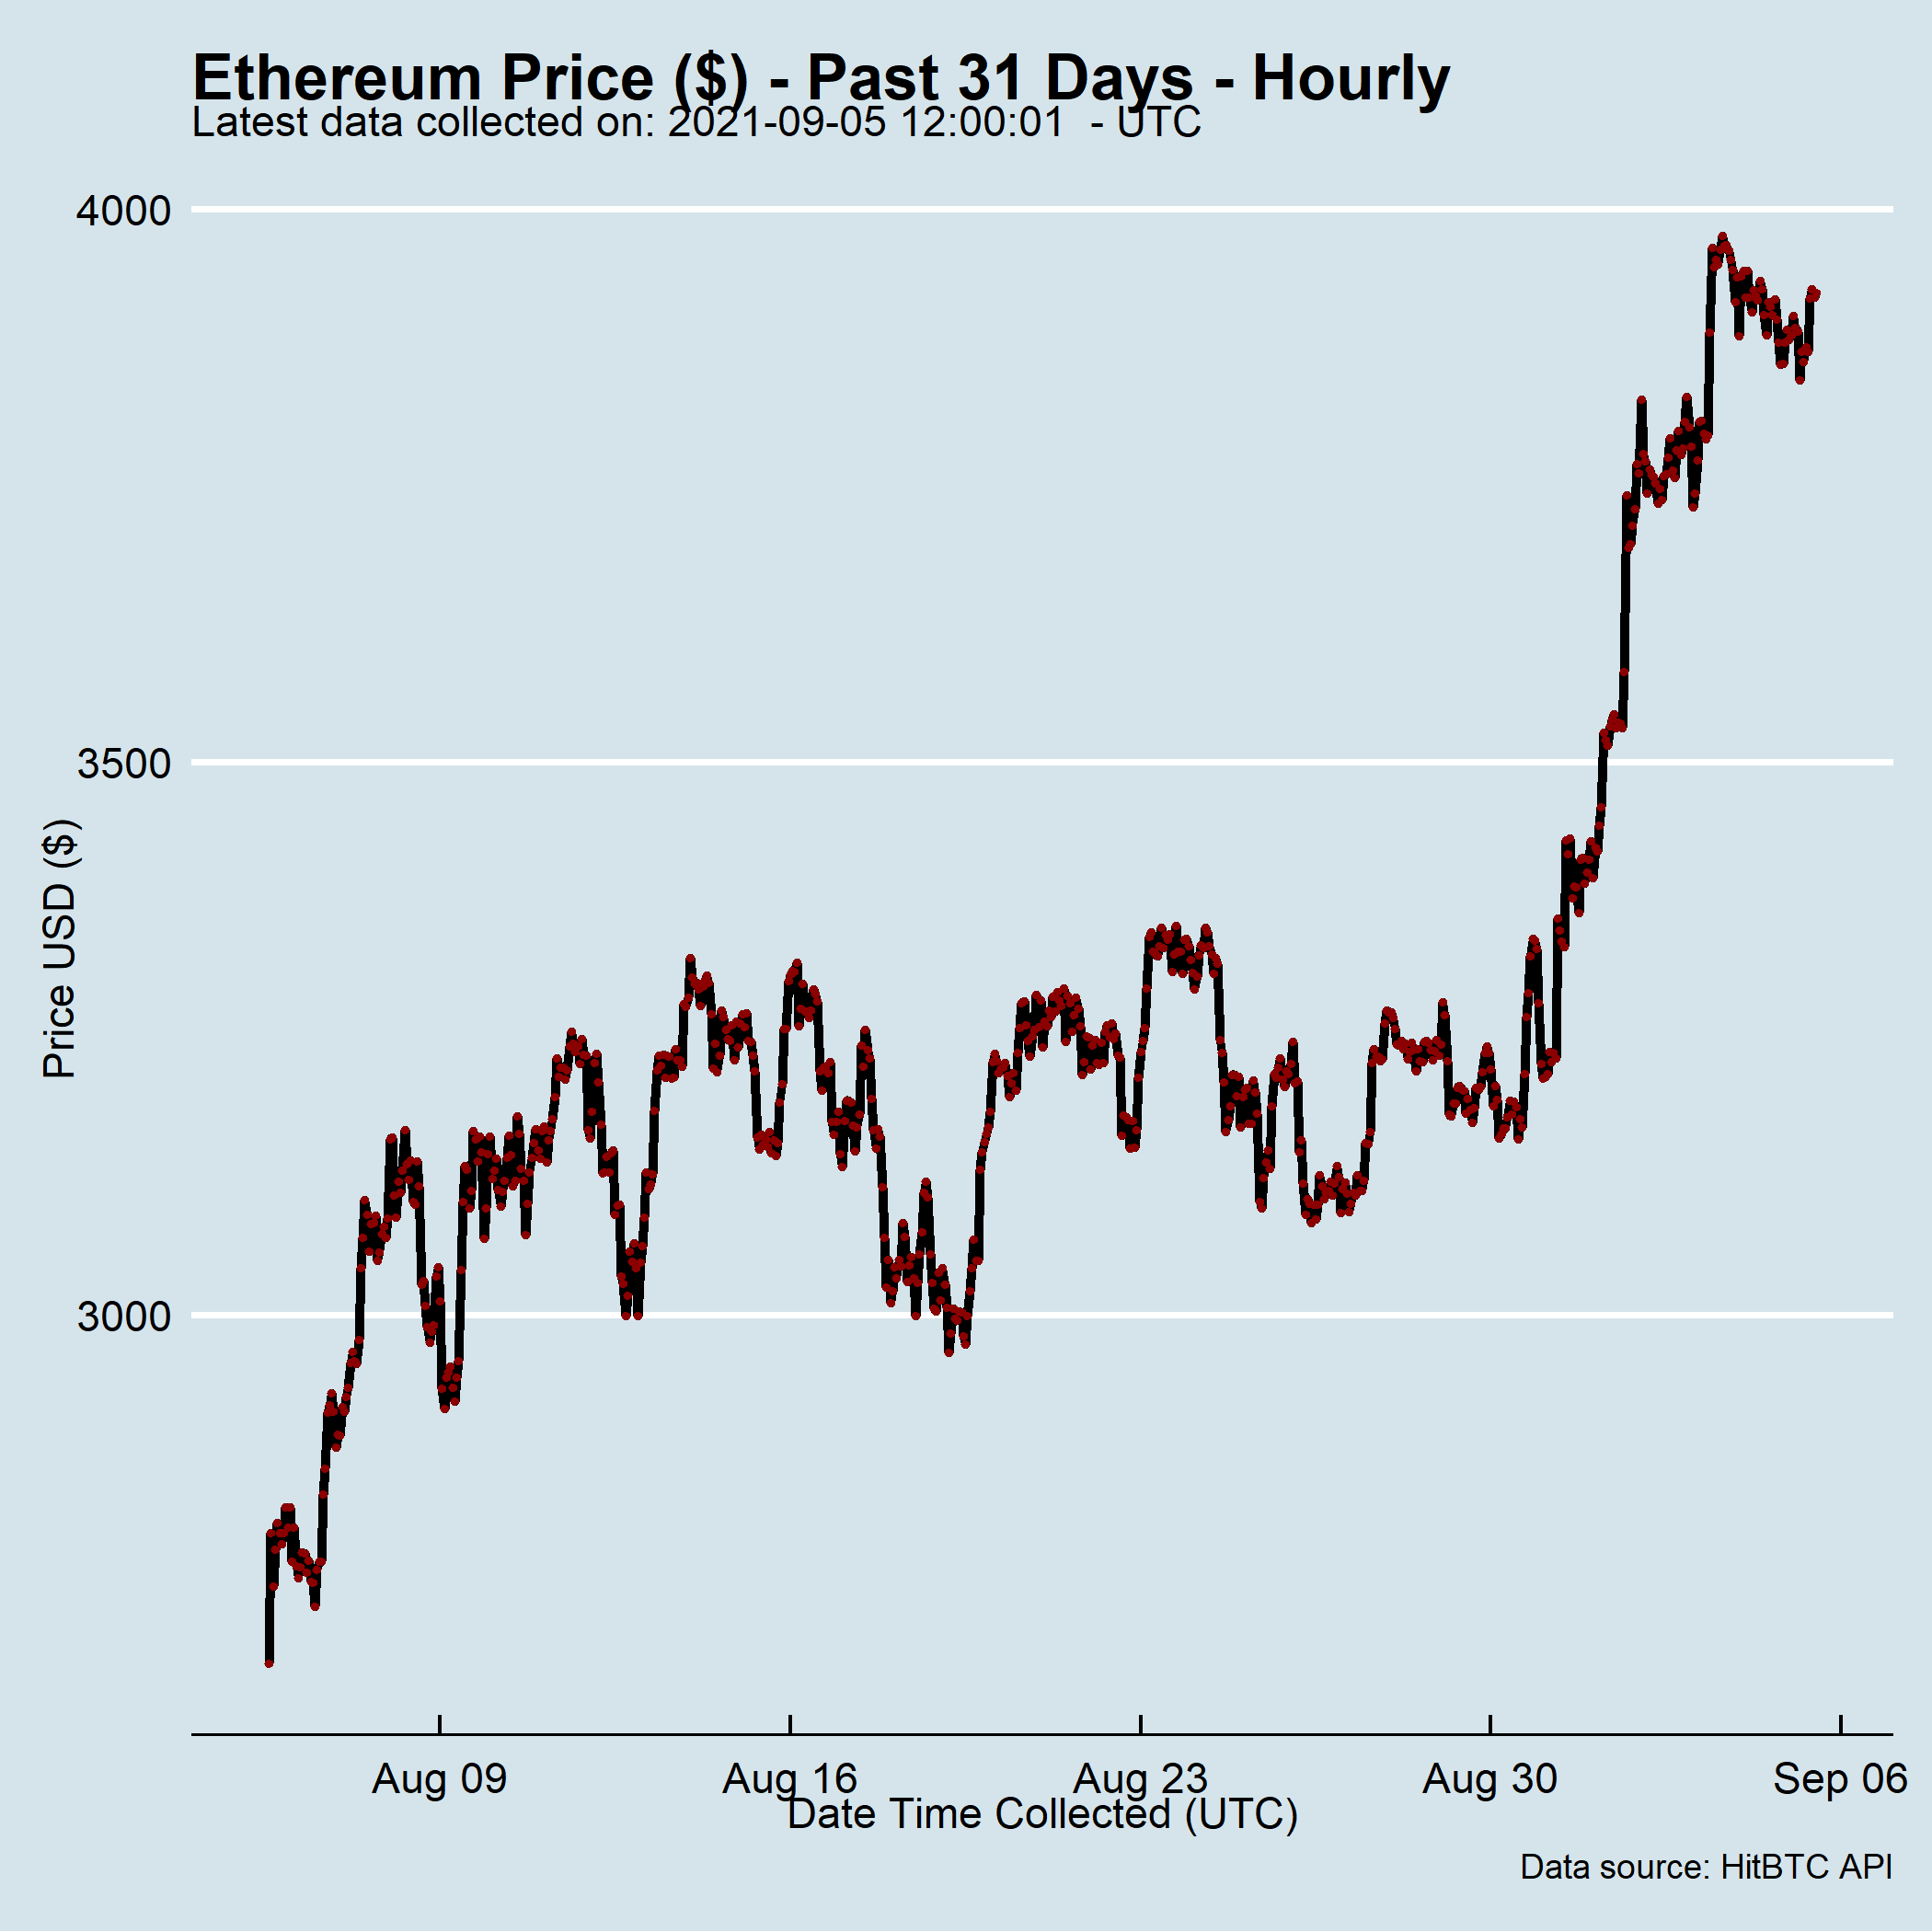 Ethereum Price ($) - Past 31 Days - Hourly
Latest data collected on: 2021-09-05 12:00:01  - UTC
4000
3500
3000
Price USD ($)
Aug 09
Aug 16
Aug 23
Aug 30
Sep 06
Date Time Collected (UTC)
Data source: HitBTC API